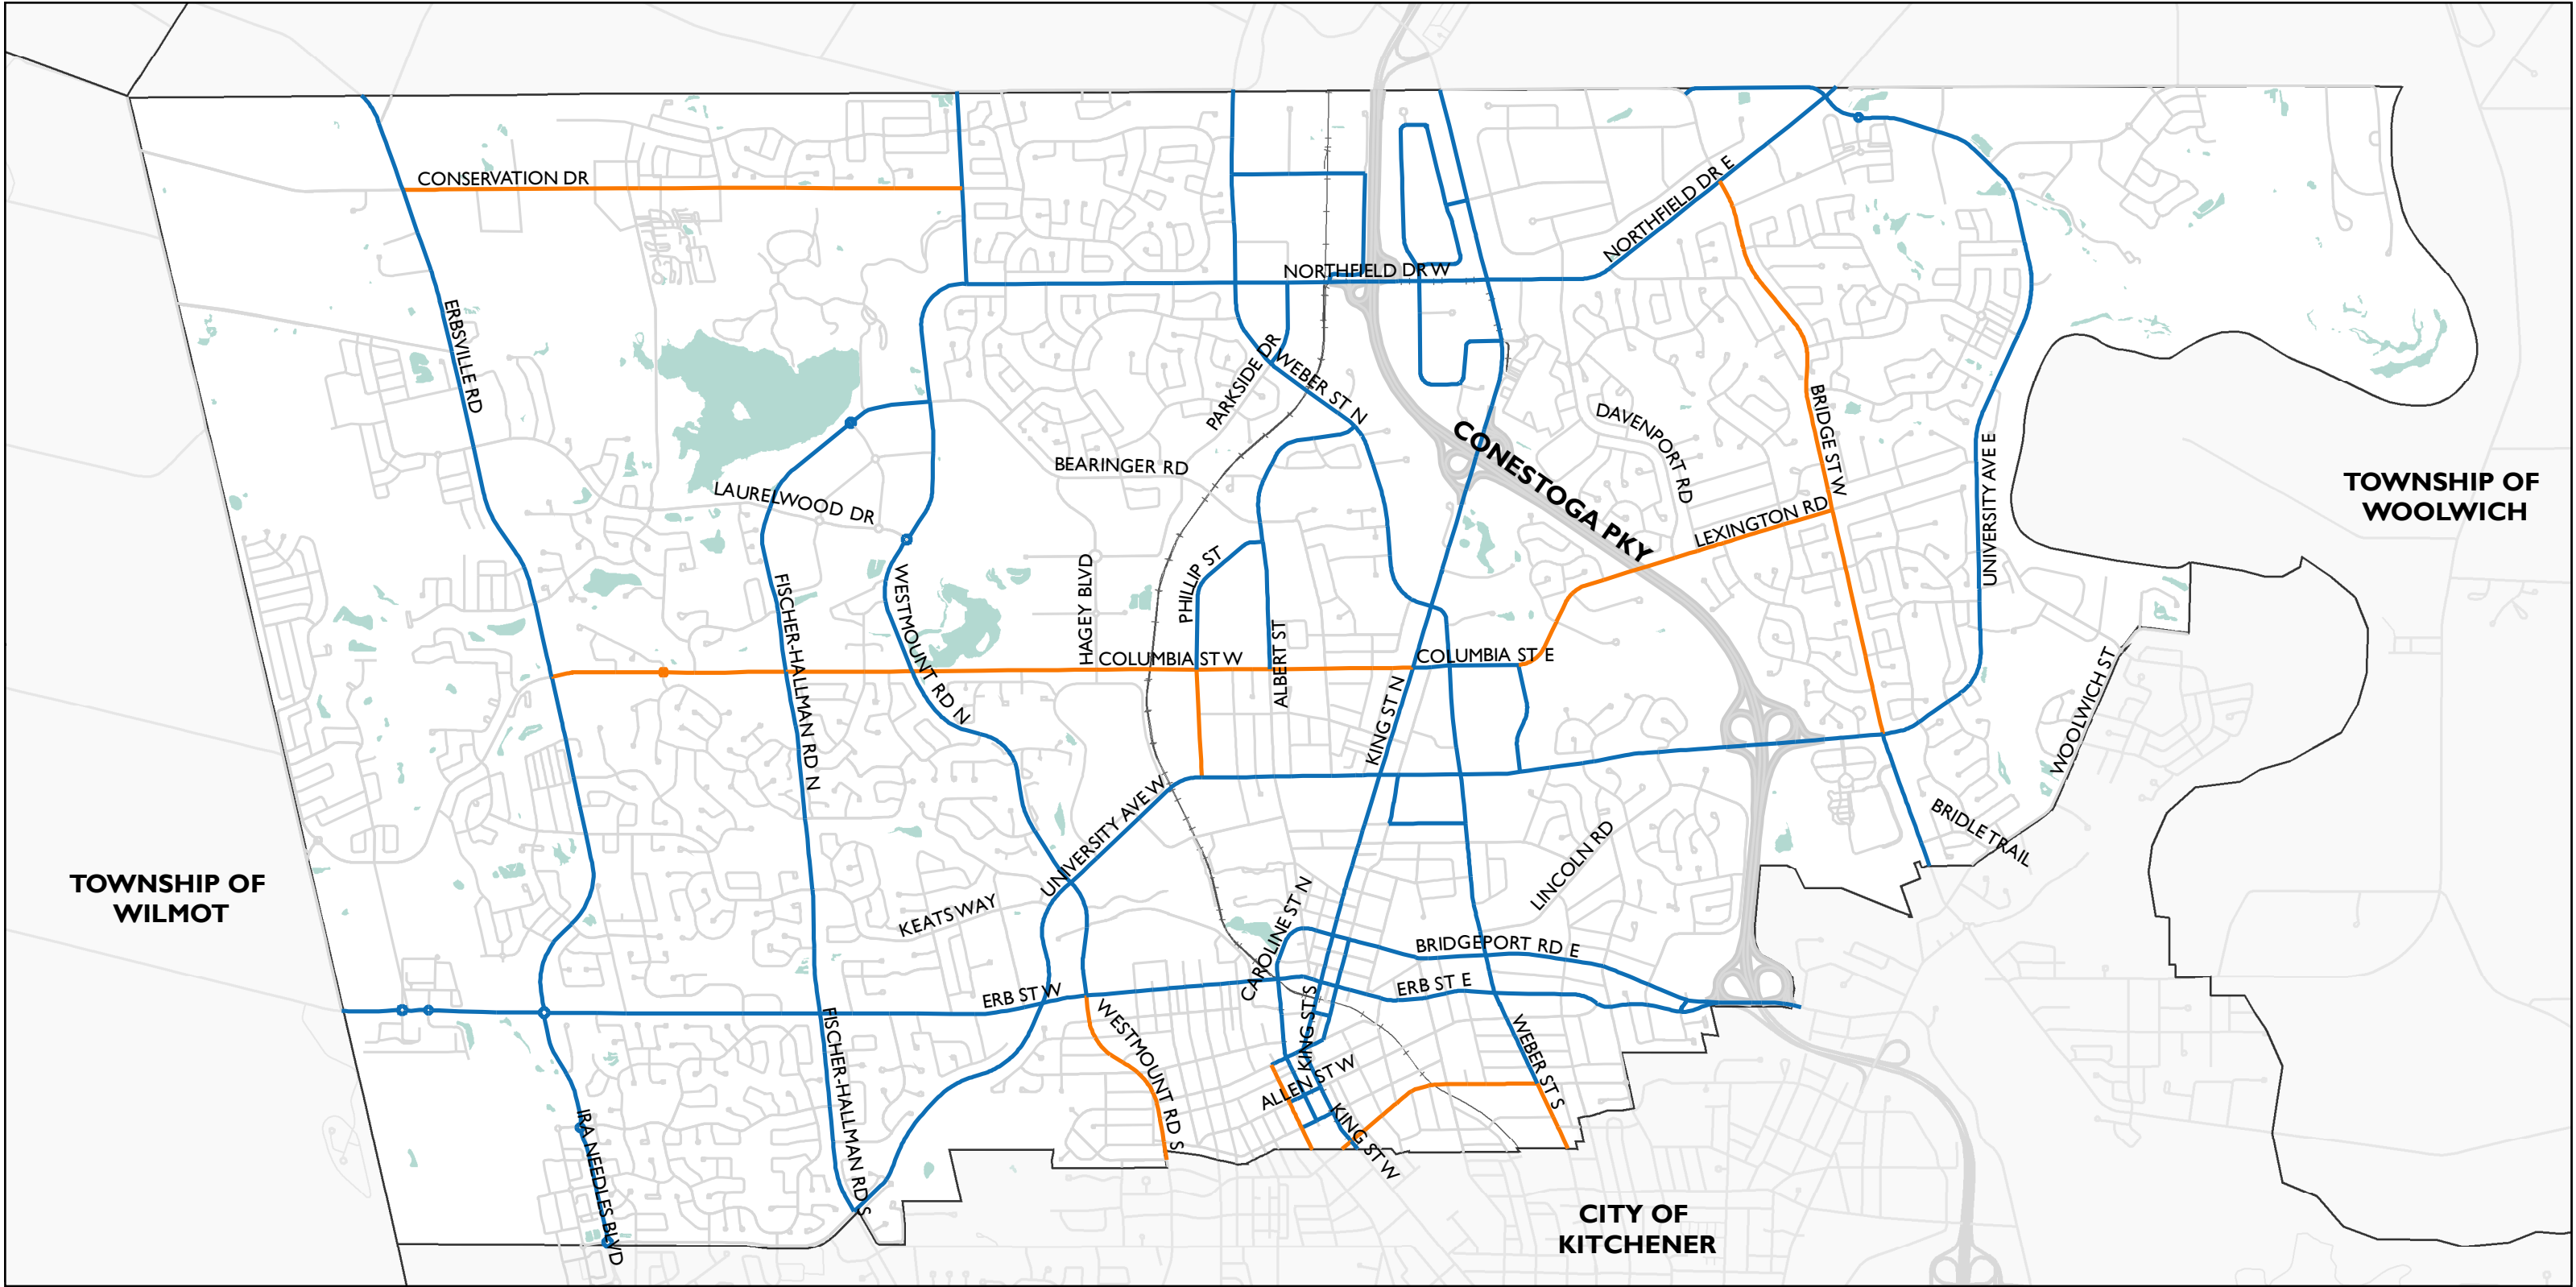 CONSERVATION DR
NORTHFIELD DR E
NORTHFIELD DR W
ERBSVILLE RD
PARKSIDE DR
WEBER ST N
BRIDGE ST W
DAVENPORT RD
CONESTOGA PKY
BEARINGER RD
LAURELWOOD DR
LEXINGTON RD
UNIVERSITY AVE E
TOWNSHIP OF
WOOLWICH
PHILLIP ST
HAGEY BLVD
WESTMOUNT RD N
FISCHER-HALLMAN RD N
COLUMBIA ST W
ALBERT ST
COLUMBIA ST E
KING ST N
WOOLWICH ST
UNIVERSITY AVE W
BRIDLE TRAIL
LINCOLN RD
TOWNSHIP OF
WILMOT
KEATS WAY
CAROLINE ST N
BRIDGEPORT RD E
ERB ST W
ERB ST E
KING ST S
WESTMOUNT RD S
WEBER ST S
FISCHER-HALLMAN RD S
ALLEN ST W
KING ST W
IRA NEEDLES BLVD
CITY OF
KITCHENER